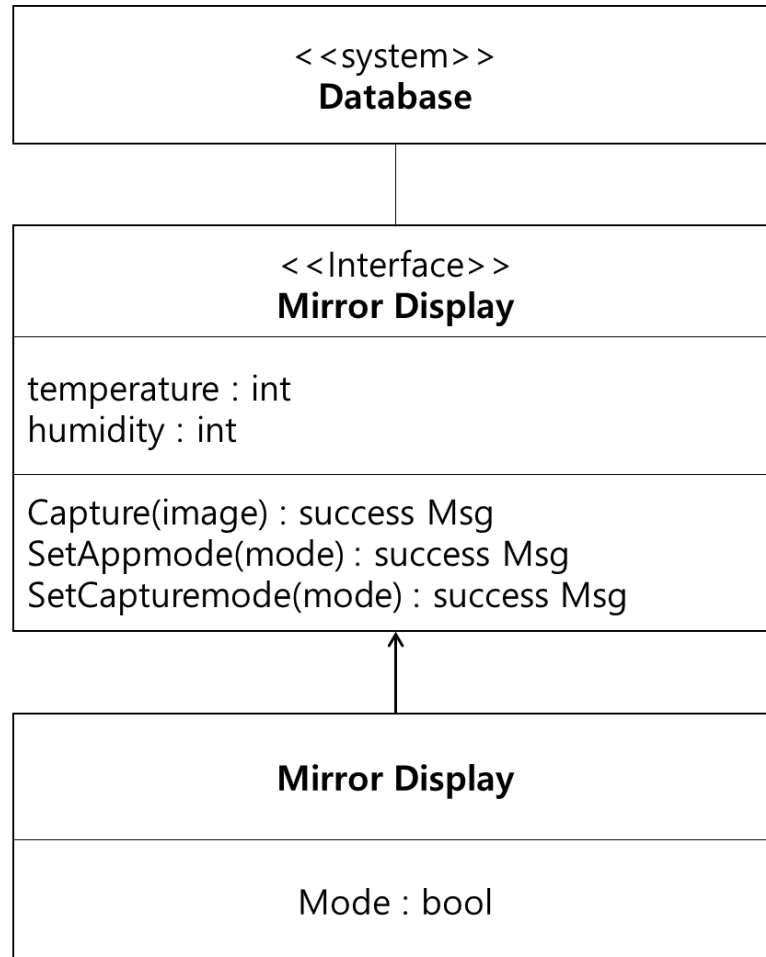 <<system>>
Database
<<Interface>>
Mirror Display
temperature : int
humidity : int
Capture(image) : success Msg
SetAppmode(mode) : success Msg
SetCapturemode(mode) : success Msg
Mirror Display
Mode : bool